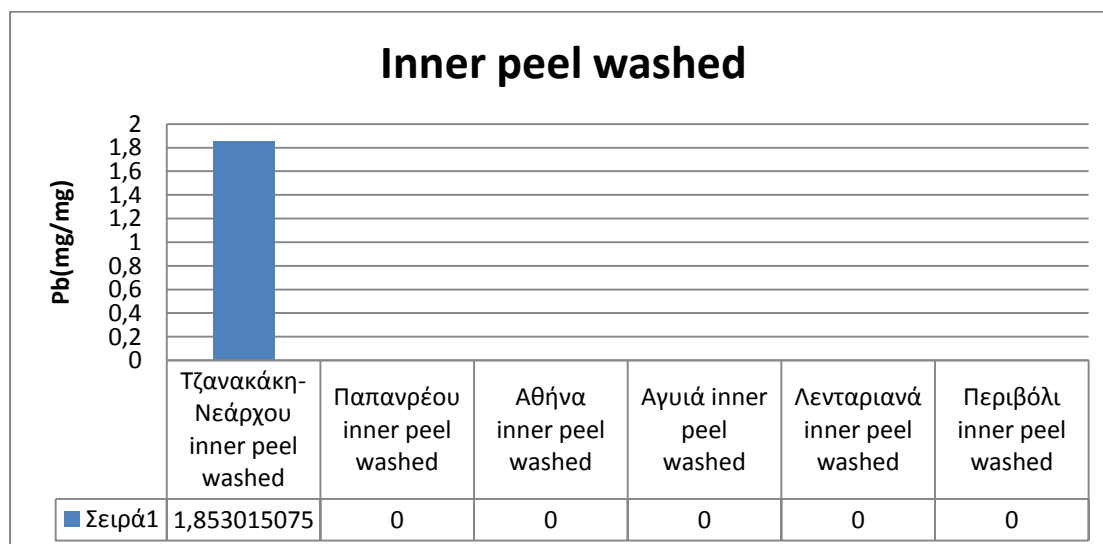 Inner peel washed
Pb(mg/mg)
2
1,8
1,6
1,4
1,2
1
0,8
0,6
0,4
0,2
0
Τζανακάκη-
Νεάρχου
inner peel
washed
Παπανρέου
inner peel
washed
Αθήνα
inner peel
washed
Αγυιά inner
peel
washed
Λενταριανά
inner peel
washed
Περιβόλι
inner peel
washed
Σειρά1 1,853015075 0 0 0 0 0